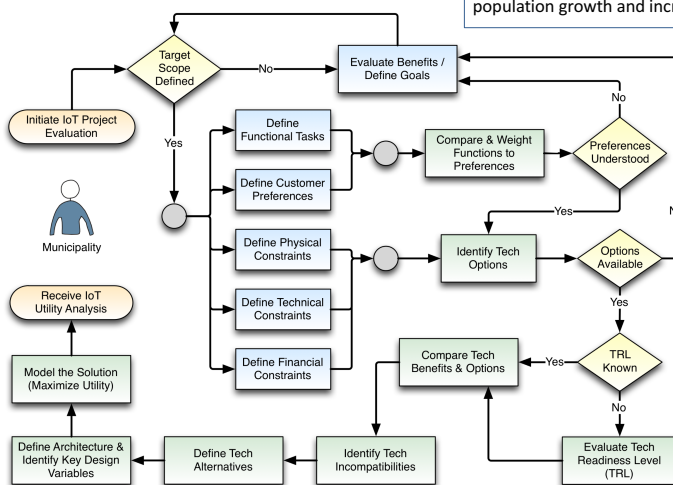 population growth and incr
Target
Scope
Defined
No
Evaluate Benefits /
Define Goals
Initiate IoT Project
Evaluation
Yes
No
Define
Functional Tasks
Compare & Weight
Functions to
Preferences
Preferences
Understood
Define Customer
Preferences
Yes
Municipality
Define Physical
Constraints
Identify Tech
Options
Options
Available
Receive IoT
Utility Analysis
Define Technical
Constraints
Yes
Model the Solution
(Maximize Utility)
Define Financial
Constraints
Compare Tech
Benefits & Options
Yes
TRL
Known
No
Define Architecture &
Identify Key Design
Variables
Define Tech
Alternatives
Identify Tech
Incompatibilities
Evaluate Tech
Readiness Level
(TRL)